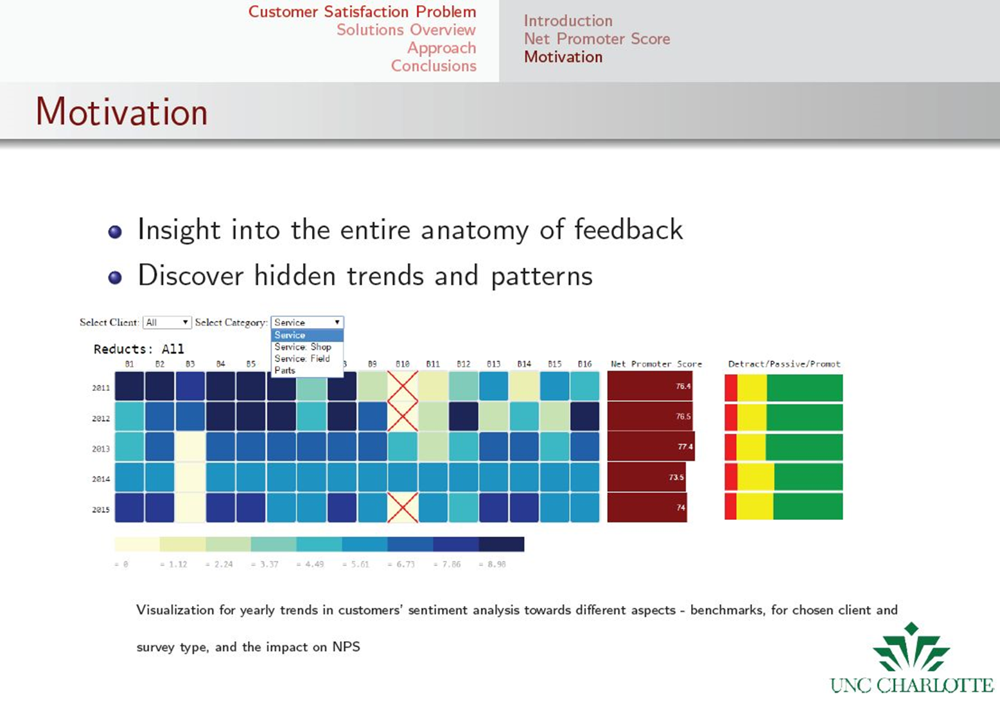 Customer Satisfaction Problem
Solutions Overview
Approach
Conclusions
Introduction
Net Promoter Score
Motivation
Motivation
Insight into the entire anatomy of feedback
Discover hidden trends and patterns
Select Client: All Select Category: Service
Service
Service: Shop
Service: Field
Parts
Reducts: All
B1 B2 B3 B4 B5 B9 B10 B11 B12 B13 B14 B15 B16 Net Promoter Score Detract/Passive/Promot
2011 76.4
2012 76.5
2013 77.4
2014 73.5
2015 74
= 0 = 1.12 = 2.24 = 3.37 = 4.49 = 5.61 = 6.73 = 7.86 = 8.98
Visualization for yearly trends in customers' sentiment analysis towards different aspects - benchmarks, for chosen client and
survey type, and the impact on NPS
UNC CHARLOTTE